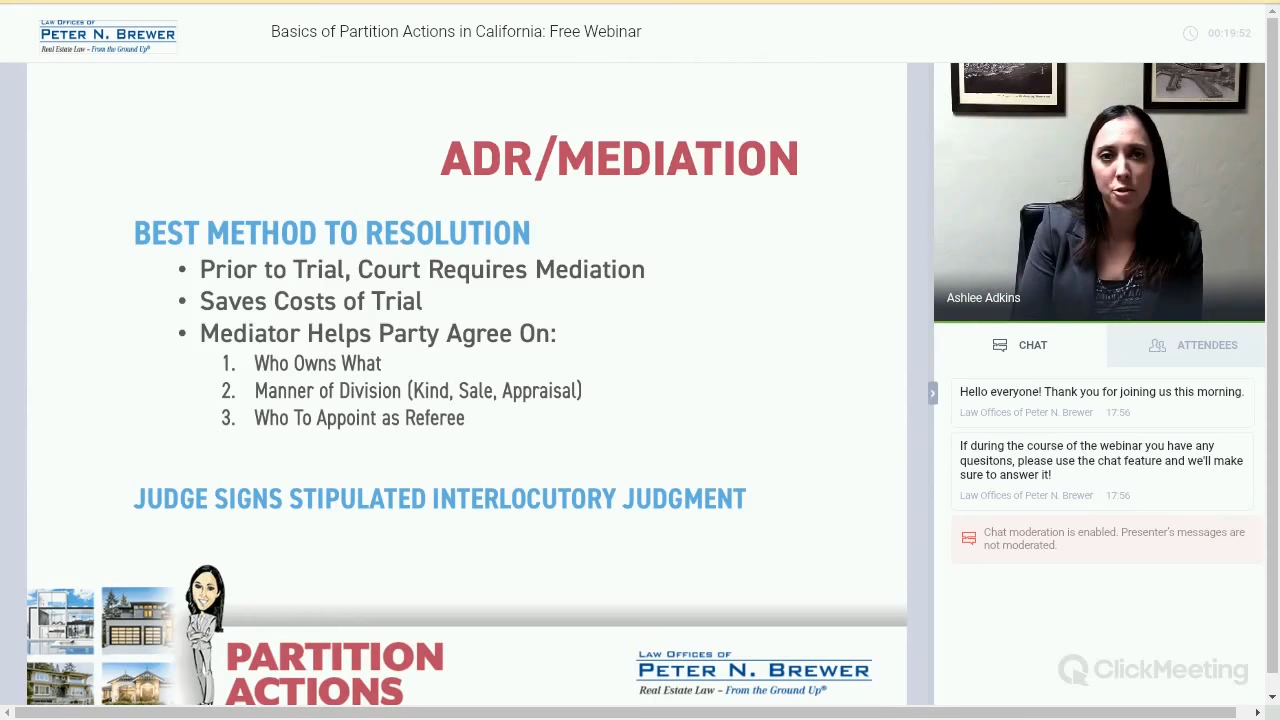 LAW OFFICES OF
PETER N. BREWER
Real Estate Law – From the Ground Up®
Basics of Partition Actions in California: Free Webinar
00:19:52
ADR/MEDIATION
BEST METHOD TO RESOLUTION
• Prior to Trial, Court Requires Mediation
• Saves Costs of Trial
• Mediator Helps Party Agree On:
1. Who Owns What
2. Manner of Division (Kind, Sale, Appraisal)
3. Who To Appoint as Referee
JUDGE SIGNS STIPULATED INTERLOCUTORY JUDGMENT
PARTITION
ACTIONS
LAW OFFICES OF
PETER N. BREWER
Real Estate Law – From the Ground Up®
Ashlee Adkins
CHAT
ATTENDEES
Hello everyone! Thank you for joining us this morning.
Law Offices of Peter N. Brewer 17:56
If during the course of the webinar you have any
quesitons, please use the chat feature and we'll make
sure to answer it!
Law Offices of Peter N. Brewer 17:56
Chat moderation is enabled. Presenter's messages are
not moderated.
ClickMeeting